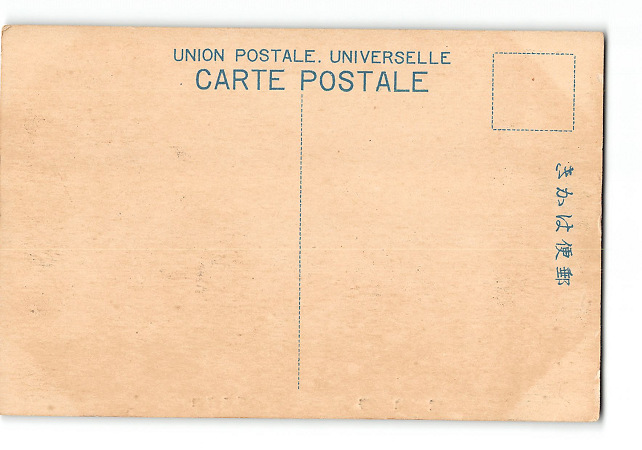 UNION POSTALE. UNIVERSELLE
CARTE POSTALE
郵便はかき